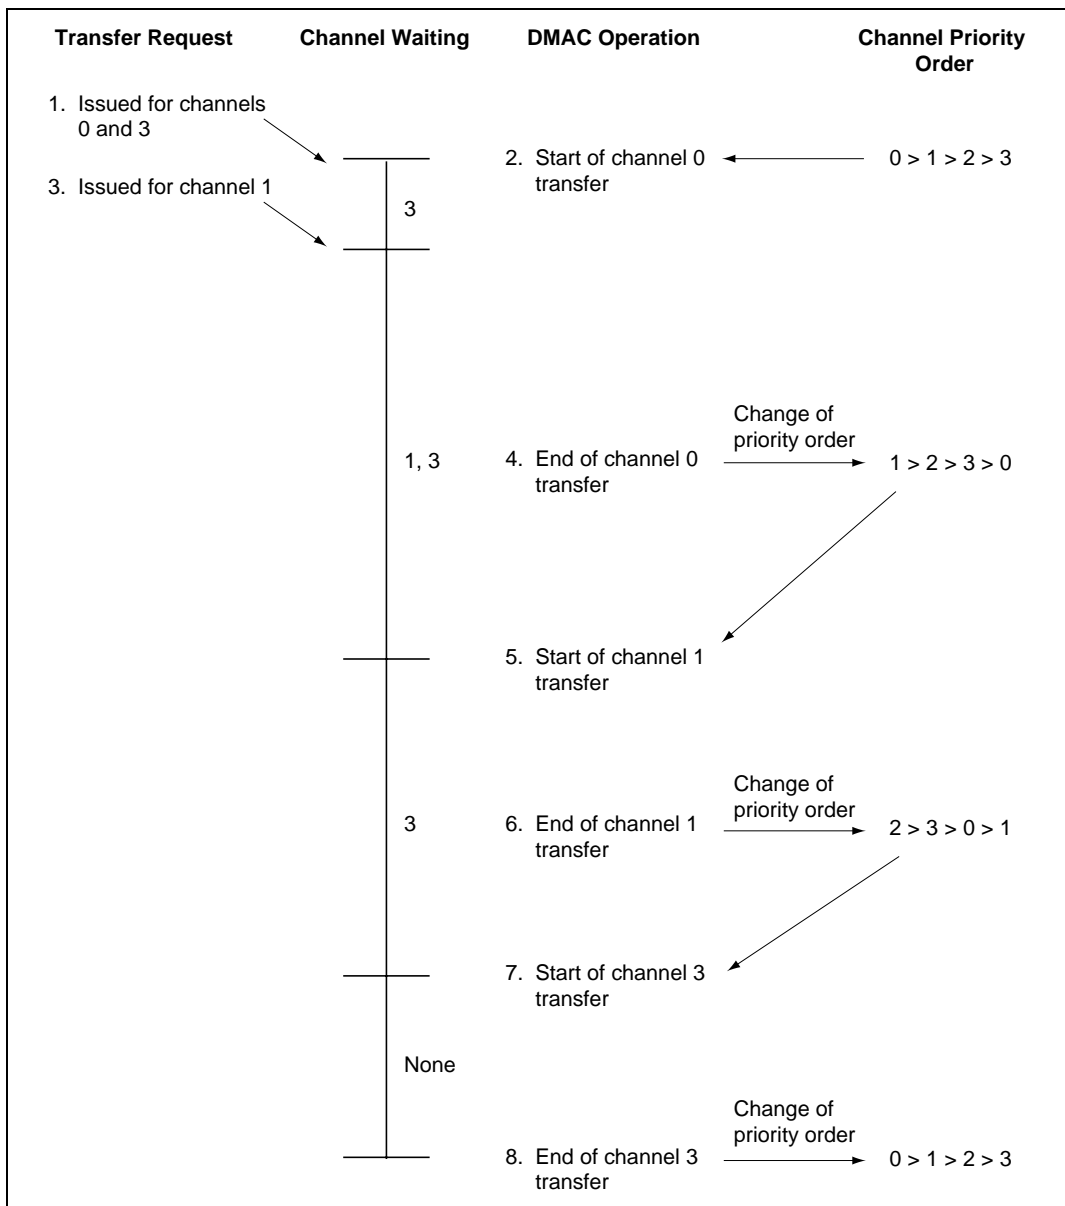 Transfer Request
Channel Waiting
DMAC Operation
Channel Priority
Order
1. Issued for channels
0 and 3
2. Start of channel 0
transfer
0 > 1 > 2 > 3
3. Issued for channel 1
3
1, 3
4. End of channel 0
transfer
Change of
priority order
1 > 2 > 3 > 0
5. Start of channel 1
transfer
3
6. End of channel 1
transfer
Change of
priority order
2 > 3 > 0 > 1
7. Start of channel 3
transfer
None
8. End of channel 3
transfer
Change of
priority order
0 > 1 > 2 > 3